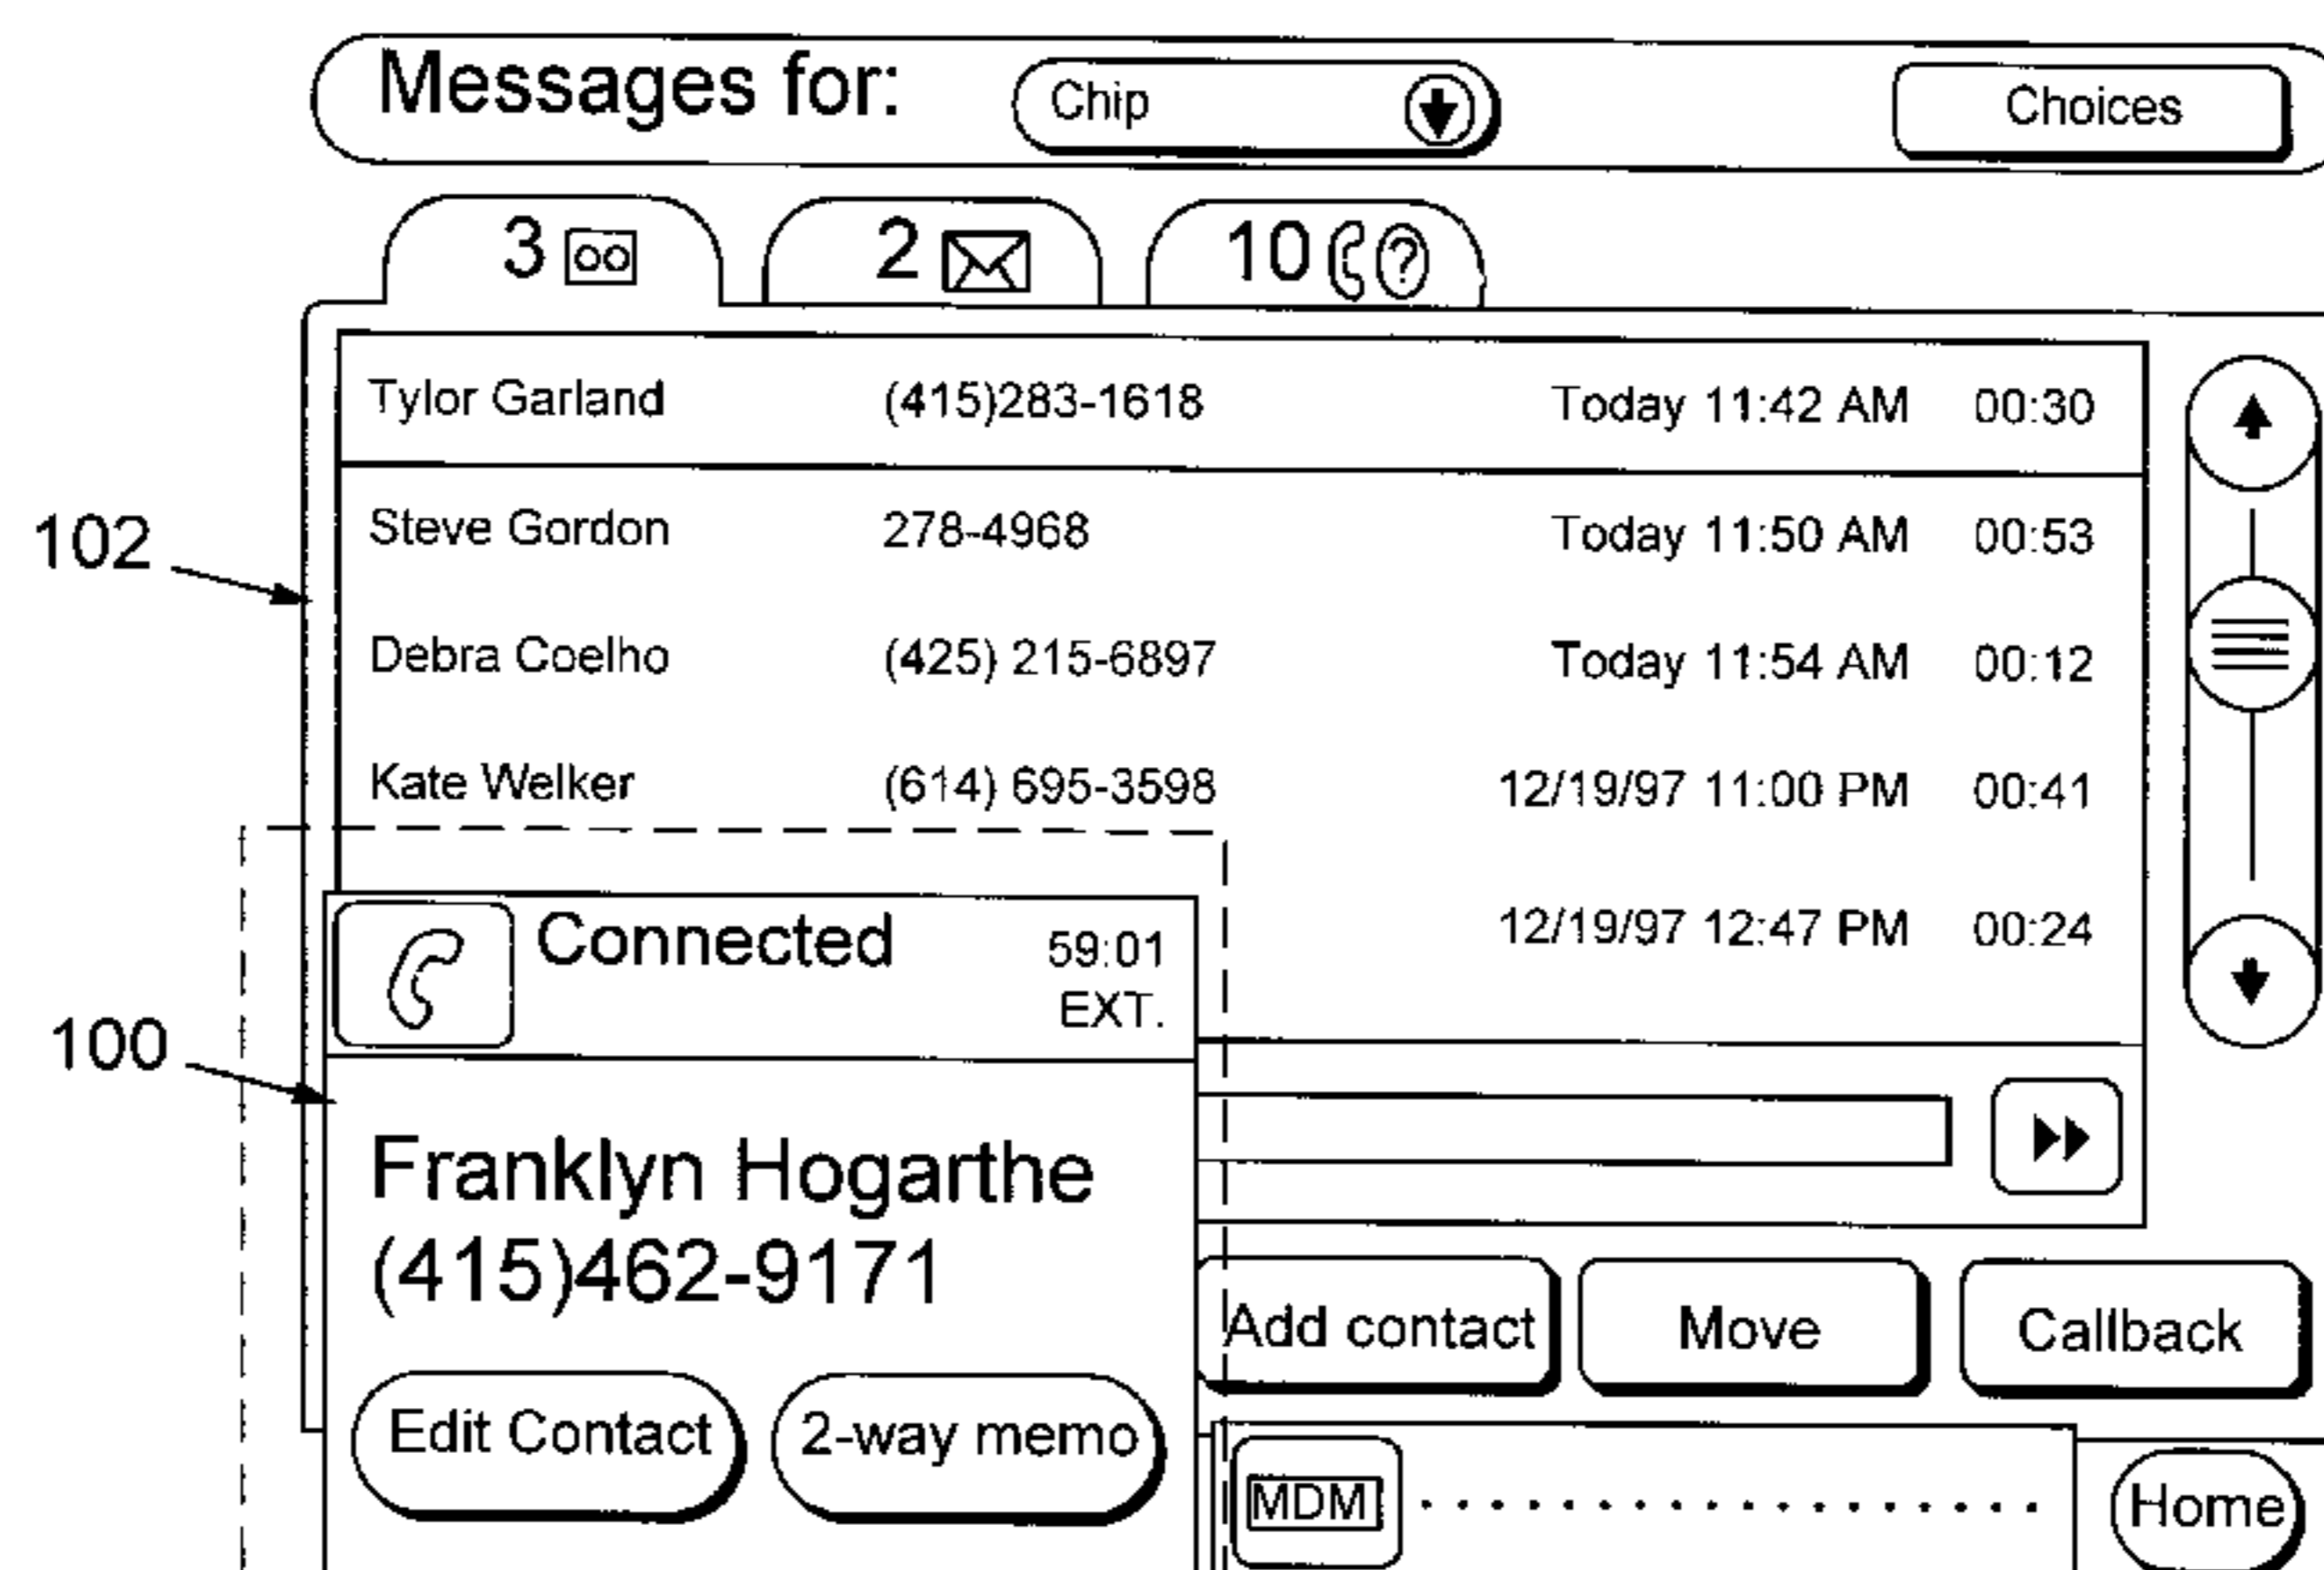 Messages for: Chip Choices
3 2 10 ?
Tylor Garland (415)283-1618 Today 11:42 AM 00:30
102
Steve Gordon 278-4968 Today 11:50 AM 00:53
Debra Coelho (425) 215-6897 Today 11:54 AM 00:12
Kate Welker (614) 695-3598 12/19/97 11:00 PM 00:41
Connected 59:01 12/19/97 12:47 PM 00:24
EXT.
100
Franklyn Hogarthe
(415)462-9171
Add contact Move Callback
Edit Contact 2-way memo
MDM Home